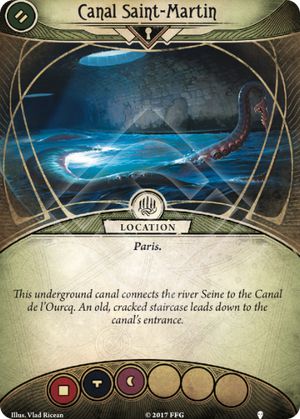 Canal Saint-Martin
LOCATION
Paris.
This underground canal connects the river Seine to the Canal
de l'Ourcq. An old, cracked staircase leads down to the
canal's entrance.
Illus. Vlad Ricean
© 2017 FFG